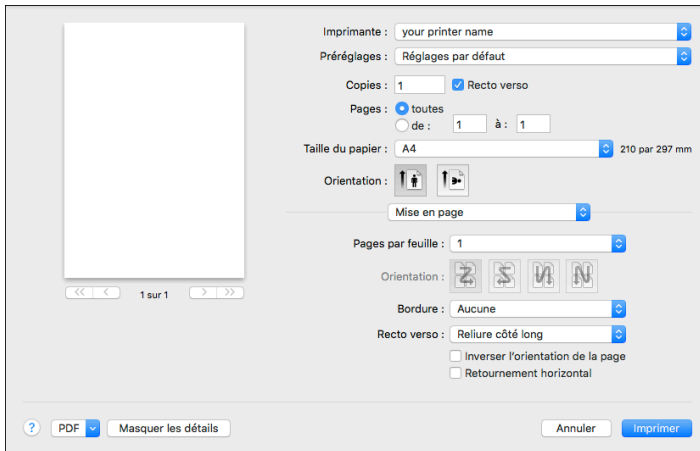 Imprimante : your printer name
Préréglages : Réglages par défaut
Copies : 1 Recto verso
Pages : toutes
de : 1 à : 1
Taille du papier : A4 210 par 297 mm
Orientation :
Mise en page
Pages par feuille : 1
Orientation :
Bordure : Aucune
Recto verso : Reliure côté long
Inverser l'orientation de la page
Retournement horizontal
<< < 1 sur 1 > >>
? PDF Masquer les détails Annuler Imprimer